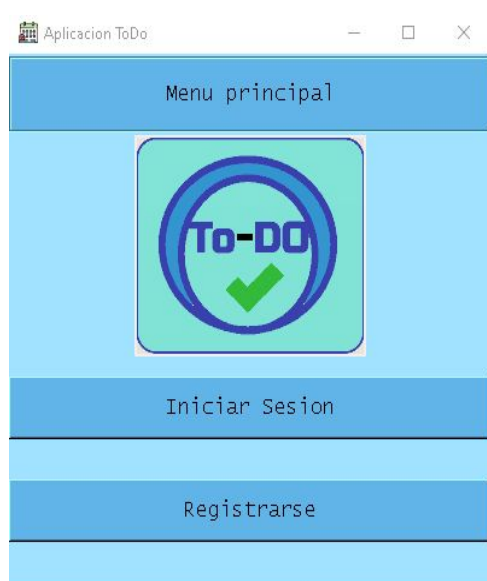 Aplicacion ToDo
Menu principal
To-DO
Iniciar Sesion
Registrarse